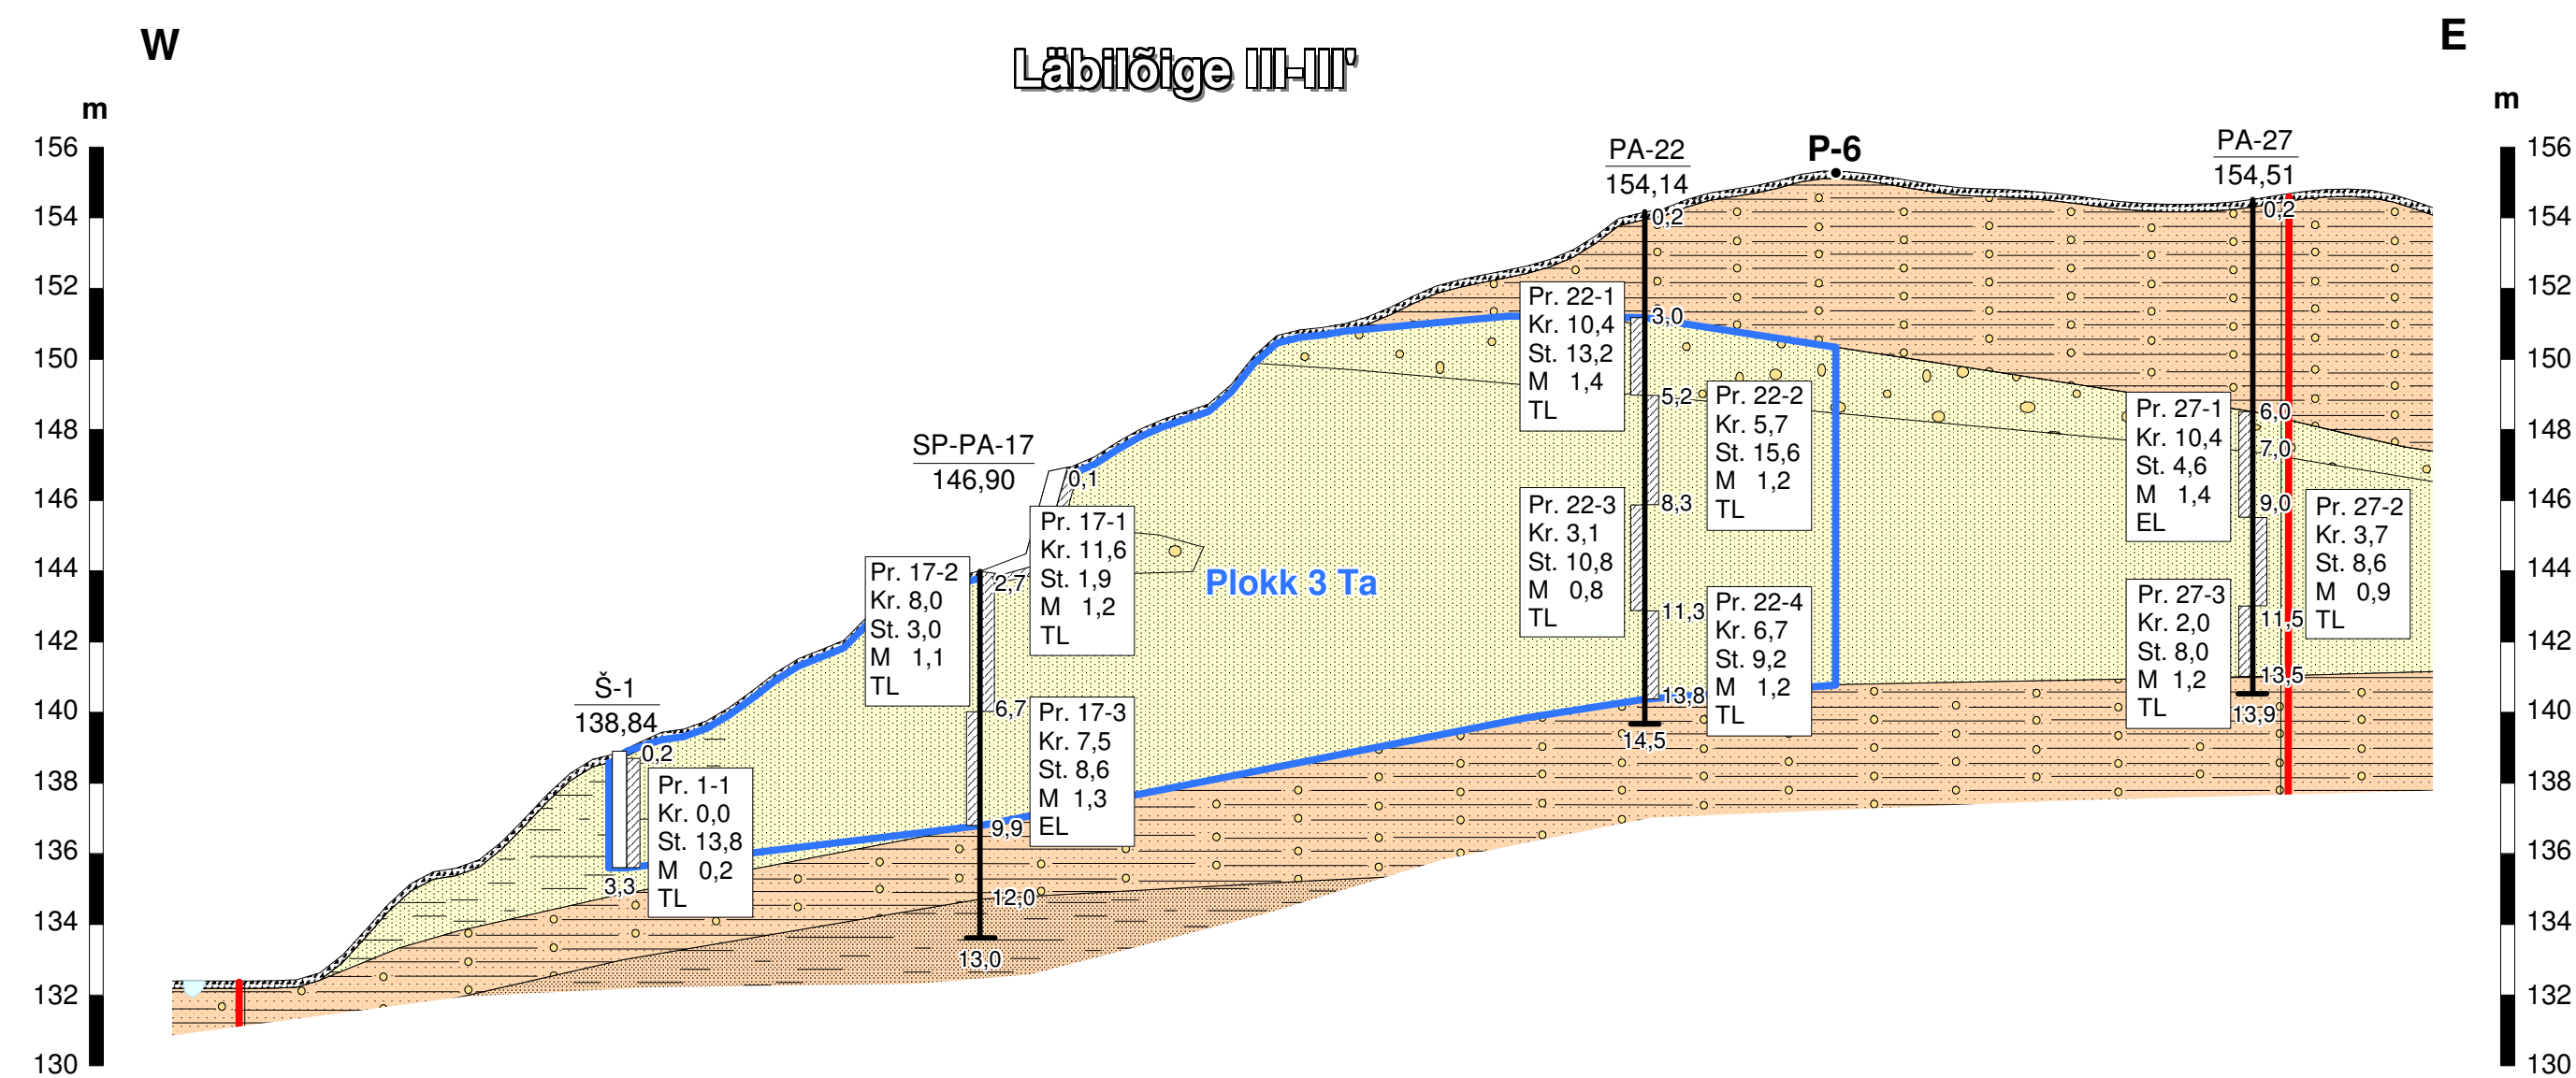 W
E
Läbilõige III-III'
m
m
156
154
152
150
148
146
144
142
140
138
136
134
132
130
156
154
152
150
148
146
144
142
140
138
136
134
132
130
Š-1
138,84
0,2
3,3
Pr. 1-1
Kr. 0,0
St. 13,8
M 0,2
TL
SP-PA-17
146,90
0,1
2,7
6,7
9,9
12,0
13,0
Pr. 17-1
Kr. 11,6
St. 1,9
M 1,2
TL
Pr. 17-2
Kr. 8,0
St. 3,0
M 1,1
TL
Pr. 17-3
Kr. 7,5
St. 8,6
M 1,3
EL
Plokk 3 Ta
PA-22
154,14
0,2
3,0
5,2
8,3
11,3
13,8
14,5
Pr. 22-1
Kr. 10,4
St. 13,2
M 1,4
TL
Pr. 22-2
Kr. 5,7
St. 15,6
M 1,2
TL
Pr. 22-3
Kr. 3,1
St. 10,8
M 0,8
TL
Pr. 22-4
Kr. 6,7
St. 9,2
M 1,2
TL
P-6
PA-27
154,51
0,2
6,0
7,0
9,0
11,5
13,5
13,9
Pr. 27-1
Kr. 10,4
St. 4,6
M 1,4
EL
Pr. 27-2
Kr. 3,7
St. 8,6
M 0,9
TL
Pr. 27-3
Kr. 2,0
St. 8,0
M 1,2
TL